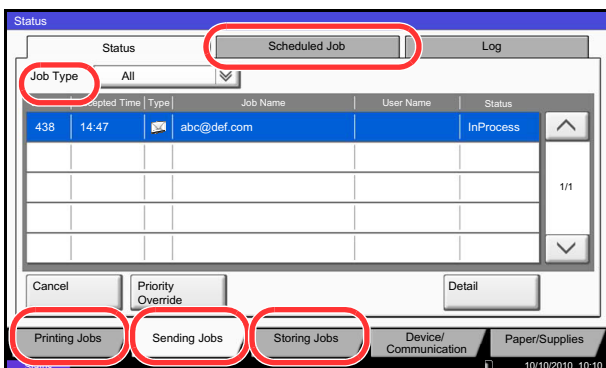 Status
Status Scheduled Job Log
Job Type All
cepted Time Type Job Name User Name Status
438 14:47 abc@def.com InProcess
1/1
Cancel Priority Override Detail
Printing Jobs Sending Jobs Storing Jobs Device/ Communication Paper/Supplies
Status 10/10/2010 10:10